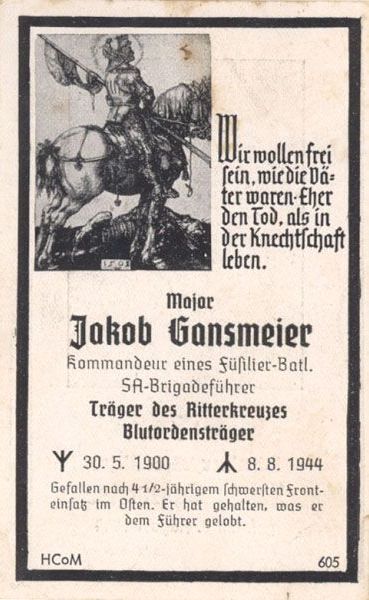 1503
Wir wollen frei
sein, wie die Vä-
ter waren-Eher
den Tod, als in
der Knechtschaft
leben.
Major
Jakob Gansmeier
Kommandeur eines Füsilier-Batl.
SA-Brigadeführer
Träger des Ritterkreuzes
Blutordensträger
ᛉ 30. 5. 1900 ᛦ 8. 8. 1944
Gefallen nach 4 1/2-jährigem schwersten Front-
einsatz im Osten. Er hat gehalten, was er
dem Führer gelobt.
HCoM 605